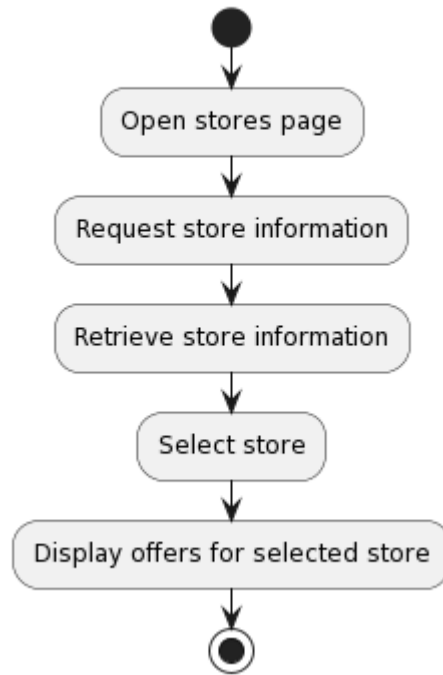 Open stores page
Request store information
Retrieve store information
Select store
Display offers for selected store